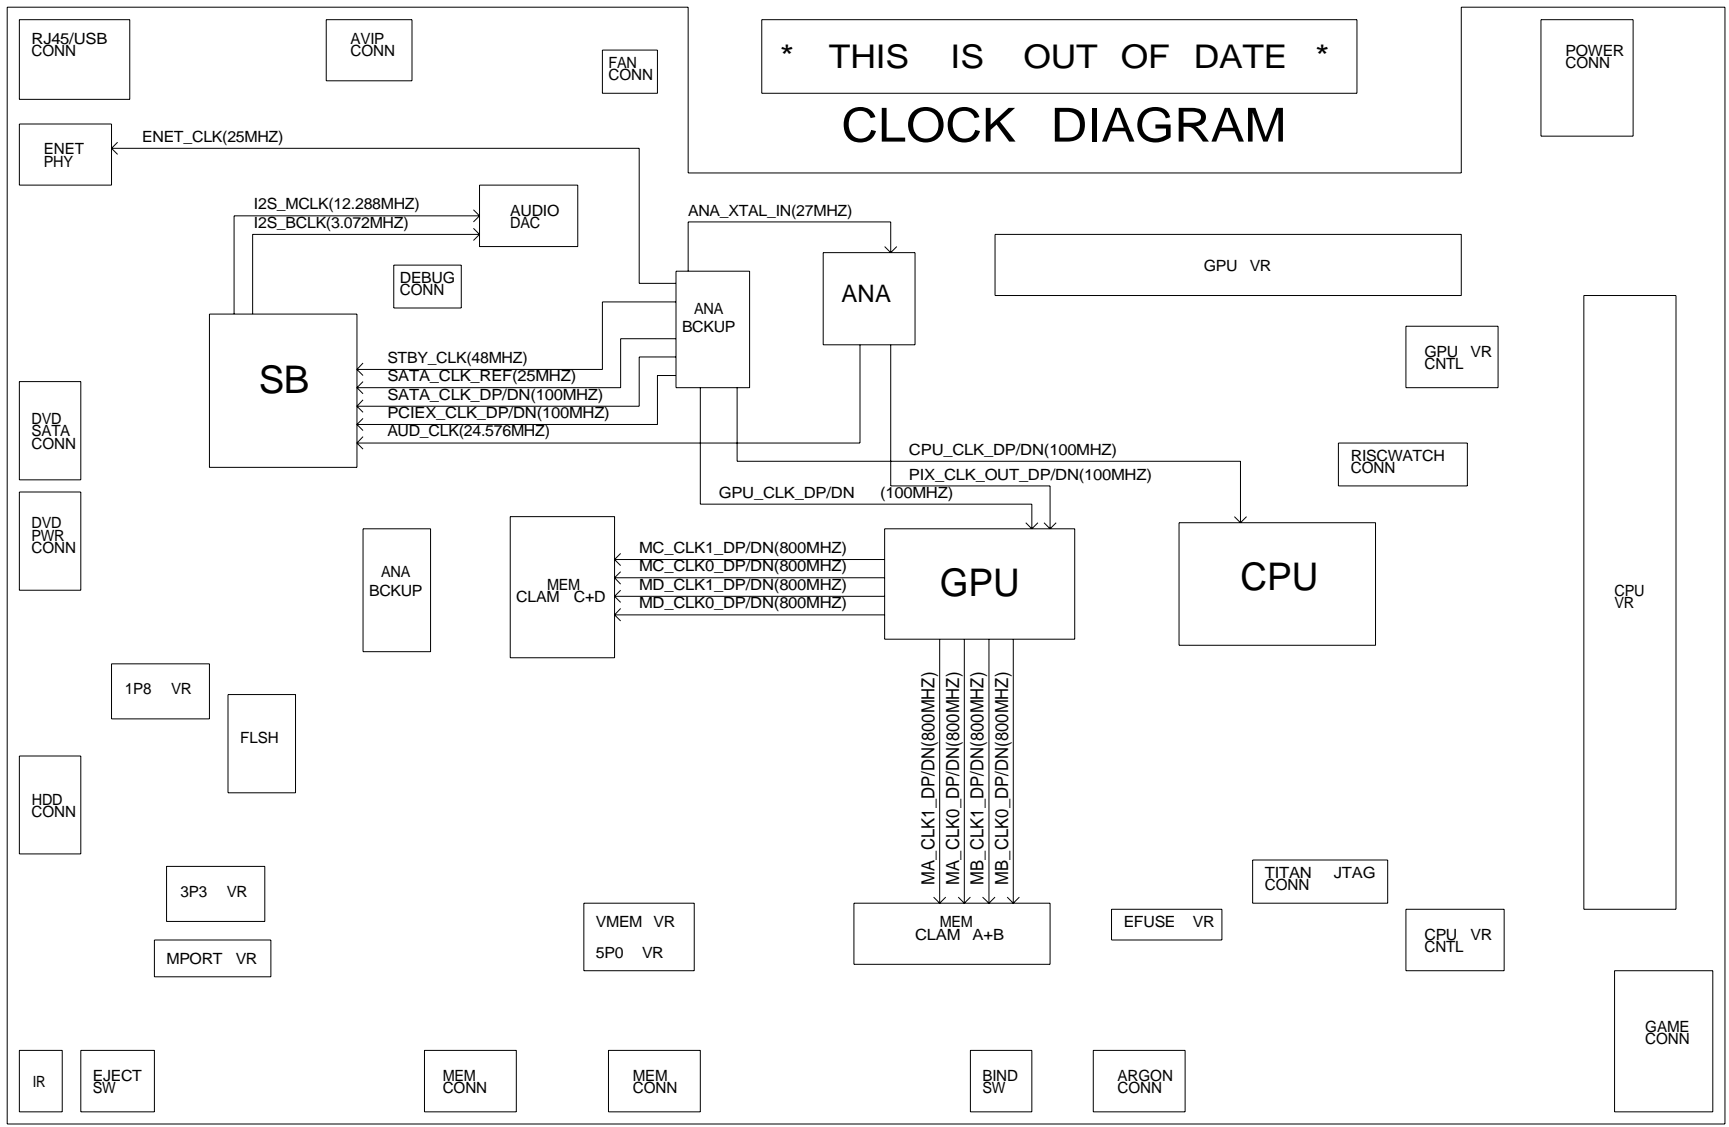 * THIS IS OUT OF DATE *
CLOCK DIAGRAM
RJ45/USB
CONN
AVIP
CONN
FAN
CONN
POWER
CONN
ENET
PHY
ENET_CLK(25MHZ)
I2S_MCLK(12.288MHZ)
I2S_BCLK(3.072MHZ)
AUDIO
DAC
ANA_XTAL_IN(27MHZ)
DEBUG
CONN
ANA
BCKUP
ANA
GPU VR
SB
STBY_CLK(48MHZ)
SATA_CLK_REF(25MHZ)
SATA_CLK_DP/DN(100MHZ)
PCIEX_CLK_DP/DN(100MHZ)
AUD_CLK(24.576MHZ)
GPU VR
CNTL
DVD
SATA
CONN
CPU_CLK_DP/DN(100MHZ)
PIX_CLK_OUT_DP/DN(100MHZ)
GPU_CLK_DP/DN (100MHZ)
RISCWATCH
CONN
DVD
PWR
CONN
ANA
BCKUP
MEM
CLAM C+D
MC_CLK1_DP/DN(800MHZ)
MC_CLK0_DP/DN(800MHZ)
MD_CLK1_DP/DN(800MHZ)
MD_CLK0_DP/DN(800MHZ)
GPU
CPU
CPU
VR
1P8 VR
FLSH
MA_CLK1_DP/DN(800MHZ)
MA_CLK0_DP/DN(800MHZ)
MB_CLK1_DP/DN(800MHZ)
MB_CLK0_DP/DN(800MHZ)
HDD
CONN
3P3 VR
MPORT VR
VMEM VR
5P0 VR
MEM
CLAM A+B
EFUSE VR
TITAN JTAG
CONN
CPU VR
CNTL
GAME
CONN
IR
EJECT
SW
MEM
CONN
MEM
CONN
BIND
SW
ARGON
CONN